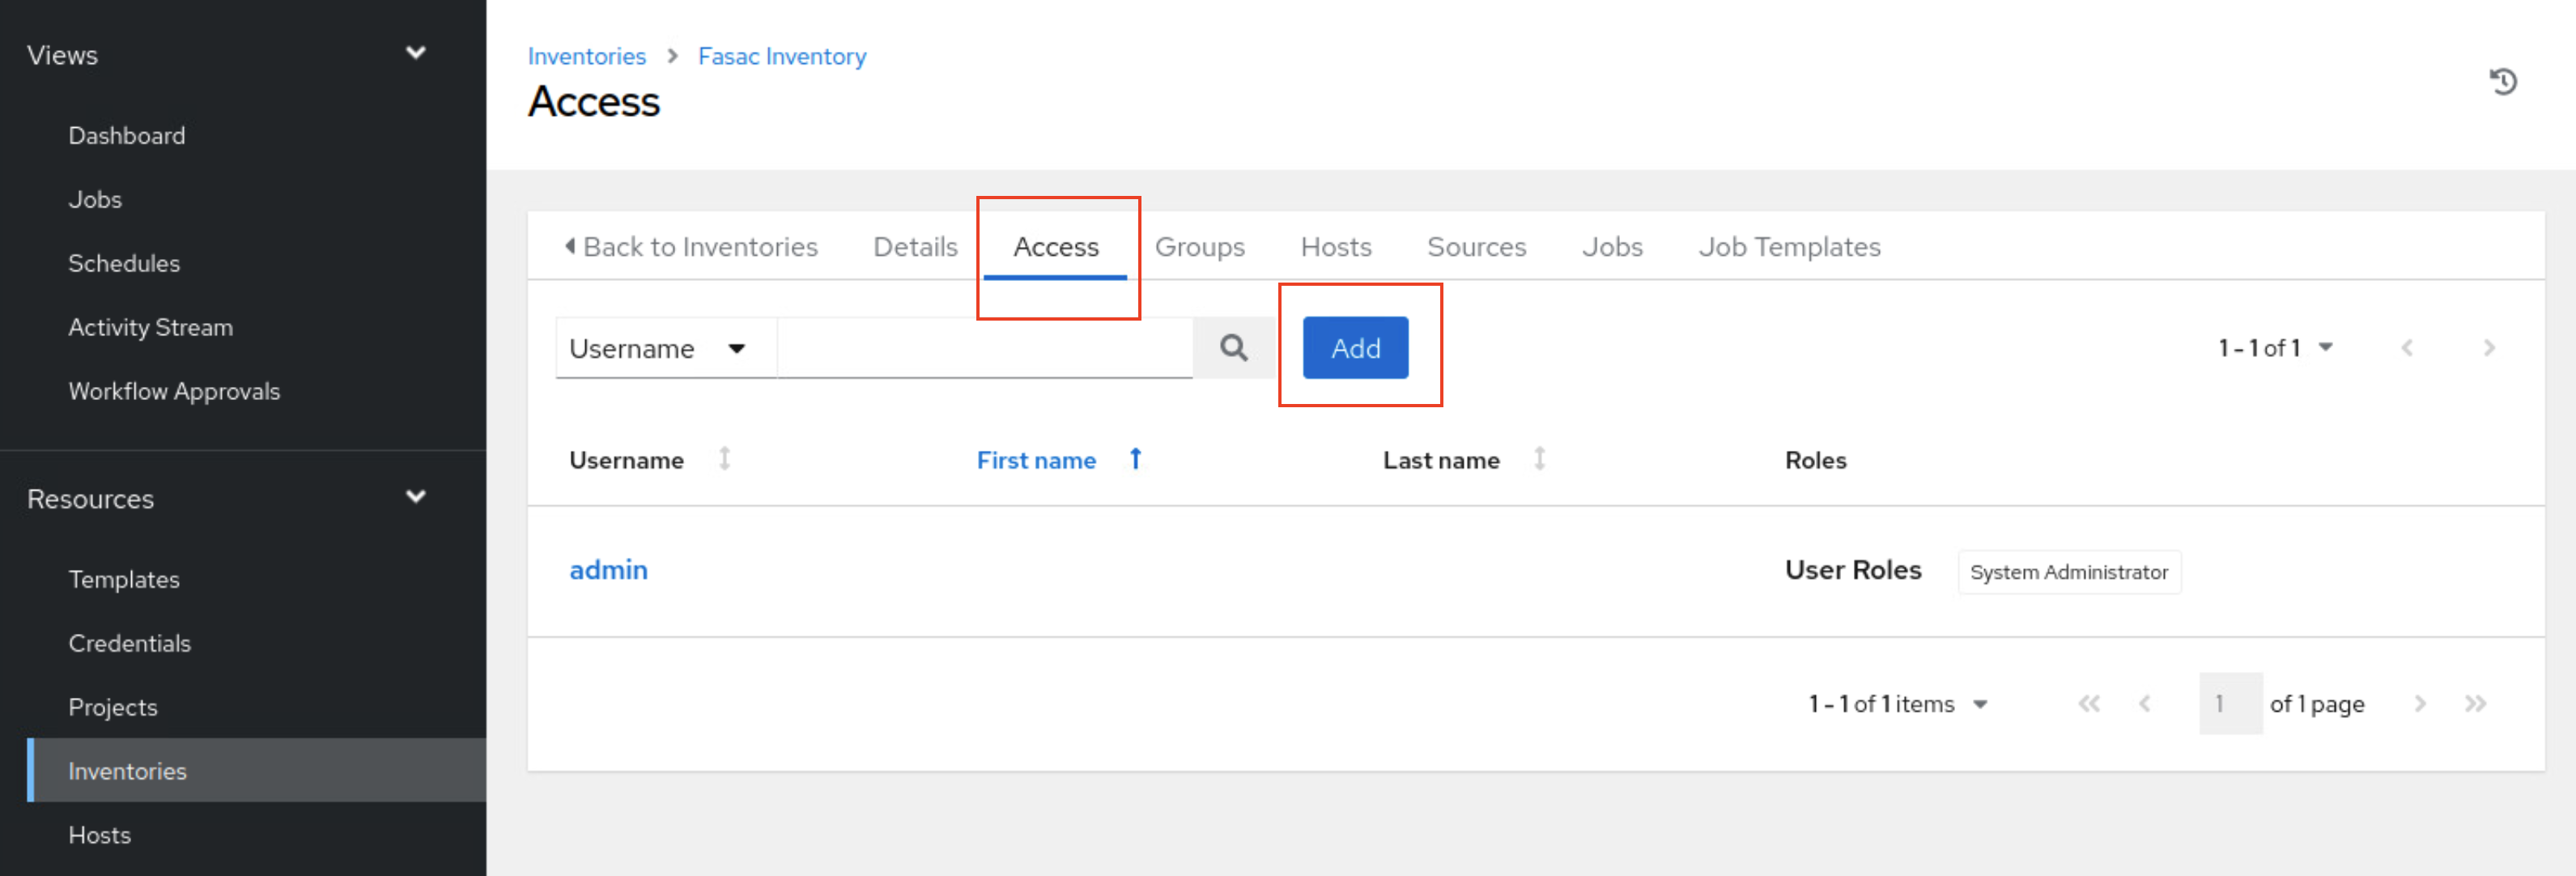 Views
Dashboard
Jobs
Schedules
Activity Stream
Workflow Approvals
Resources
Templates
Credentials
Projects
Inventories
Hosts
Inventories Fasac Inventory
Access
Back to Inventories Details Access Groups Hosts Sources Jobs Job Templates
Username Add 1 - 1 of 1
Username First name Last name Roles
admin User Roles System Administrator
1 - 1 of 1 items 1 of 1 page